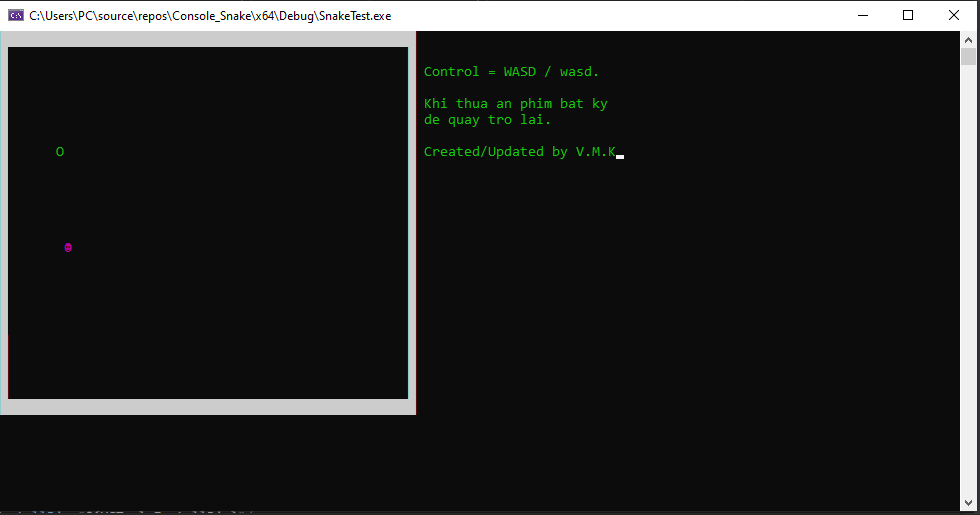 C:\Users\PC\source\repos\Console_Snake\x64\Debug\SnakeTest.exe
Control = WASD / wasd.
Khi thua an phim bat ky
de quay tro lai.
O
Created/Updated by V.M.K